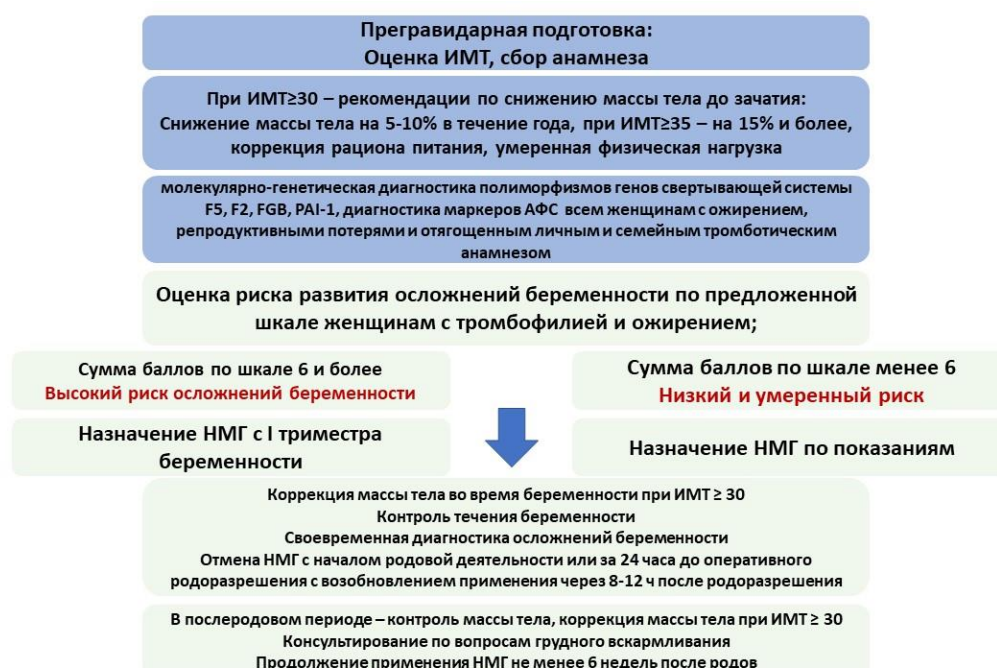 Прегравидарная подготовка:
Оценка ИМТ, сбор анамнеза
При ИМТ≥30 – рекомендации по снижению массы тела до зачатия:
Снижение массы тела на 5-10% в течение года, при ИМТ≥35 – на 15% и более,
коррекция рациона питания, умеренная физическая нагрузка
молекулярно-генетическая диагностика полиморфизмов генов свертывающей системы
F5, F2, FGB, PAI-1, диагностика маркеров АФС всем женщинам с ожирением,
репродуктивными потерями и отягощенным личным и семейным тромботическим
анамнезом
Оценка риска развития осложнений беременности по предложенной
шкале женщинам с тромбофилией и ожирением;
Сумма баллов по шкале 6 и более
Высокий риск осложнений беременности
Сумма баллов по шкале менее 6
Низкий и умеренный риск
Назначение НМГ с I триместра
беременности
Назначение НМГ по показаниям
Коррекция массы тела во время беременности при ИМТ ≥ 30
Контроль течения беременности
Своевременная диагностика осложнений беременности
Отмена НМГ с началом родовой деятельности или за 24 часа до оперативного
родоразрешения с возобновлением применения через 8-12 ч после родоразрешения
В послеродовом периоде – контроль массы тела, коррекция массы тела при ИМТ ≥ 30
Консультирование по вопросам грудного вскармливания
Продолжение применения НМГ не менее 6 недель после родов